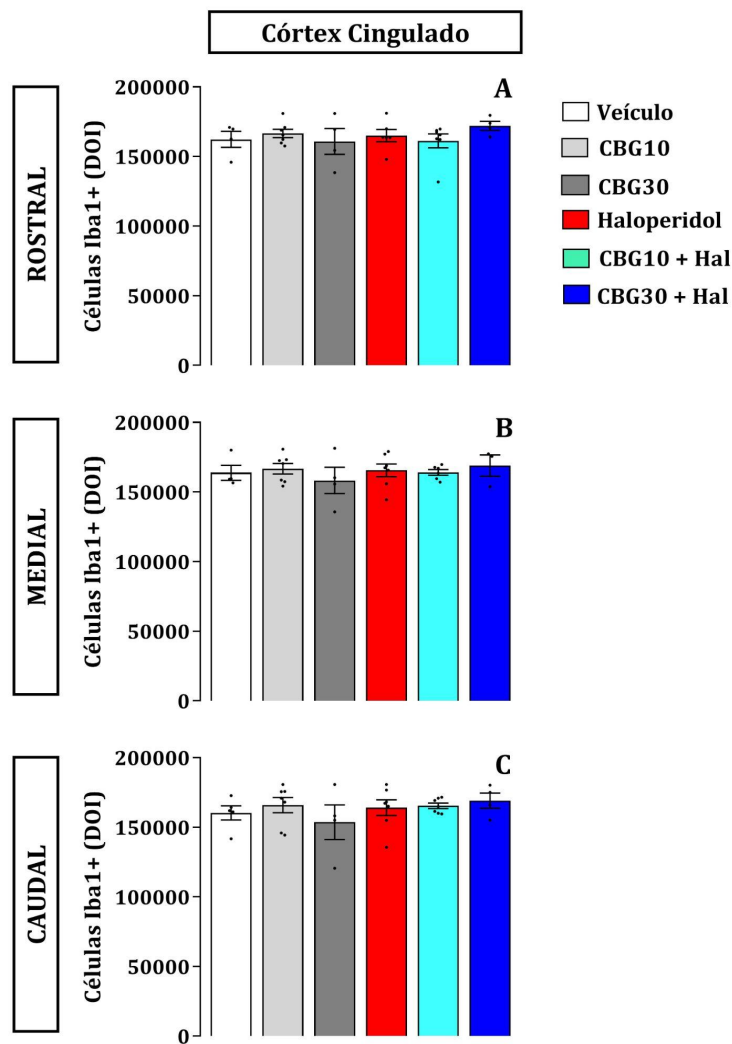 Córtex Cingulado
ROSTRAL
Células Iba1+ (DOI)
200000
150000
100000
50000
0
A
Veículo
CBG10
CBG30
Haloperidol
CBG10 + Hal
CBG30 + Hal
MEDIAL
Células Iba1+ (DOI)
200000
150000
100000
50000
0
B
CAUDAL
Células Iba1+ (DOI)
200000
150000
100000
50000
0
C